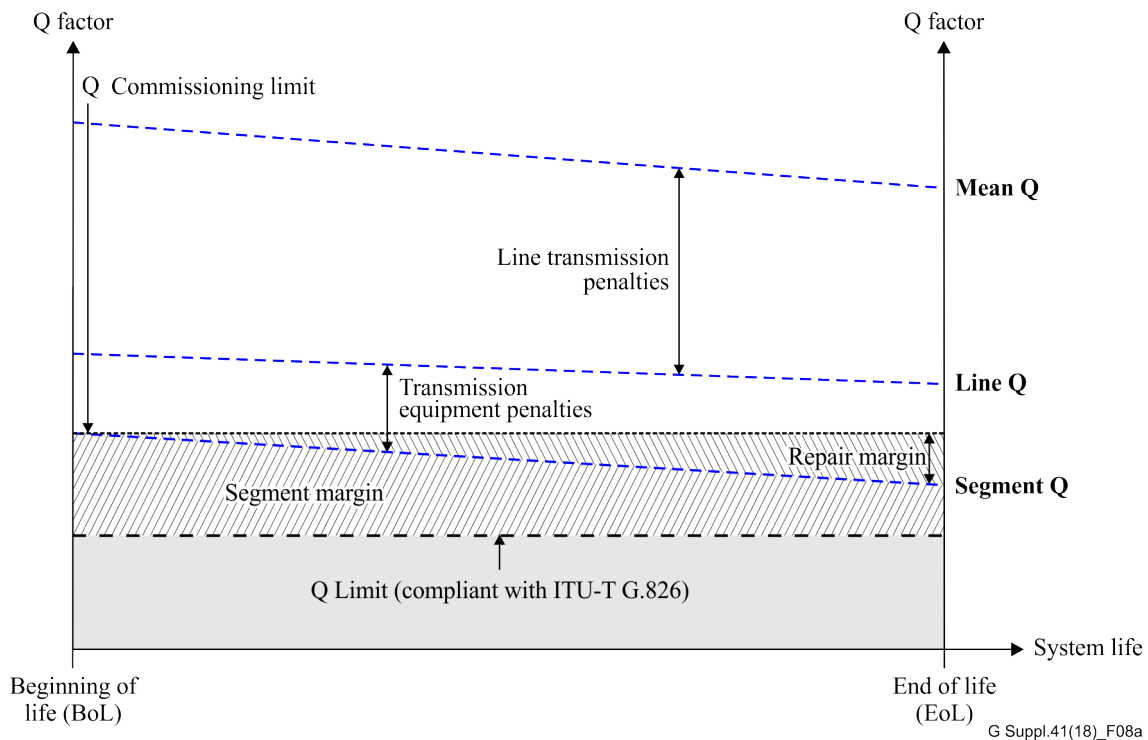 Q factor
Q factor
Q Commissioning limit
Mean Q
Line transmission
penalties
Line Q
Transmission
equipment penalties
Repair margin
Segment margin
Segment Q
Q Limit (compliant with ITU-T G.826)
System life
Beginning of
life (BoL)
End of life
(EoL)
G Suppl.41(18)_F08a